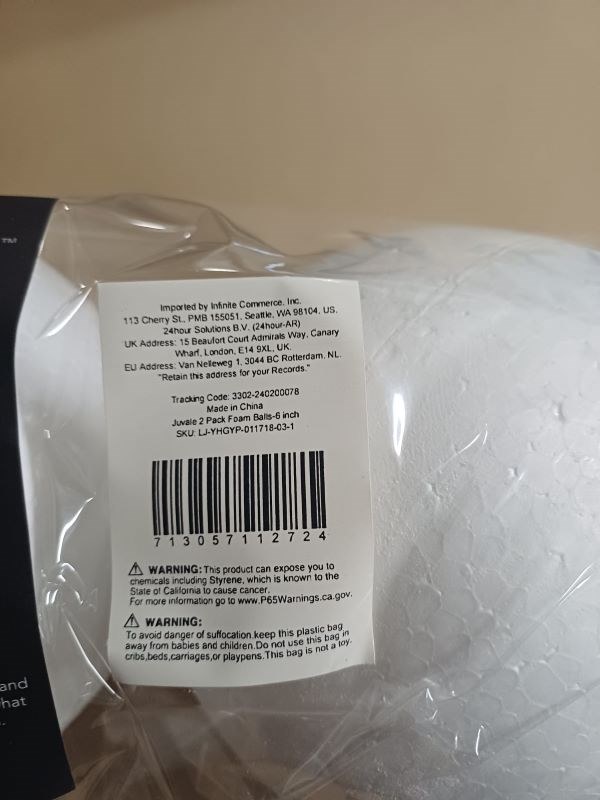 TM
Imported by Infinite Commerce, Inc.
113 Cherry St., PMB 155051, Seattle, WA 98104, US.
24hour Solutions B.V. (24hour-AR)
UK Address: 15 Beaufort Court Admirals Way, Canary
Wharf, London, E14 9XL, UK.
EU Address: Van Nelleweg 1, 3044 BC Rotterdam, NL.
"Retain this address for your Records."
Tracking Code: 3302-240200078
Made in China
Juvale 2 Pack Foam Balls-6 inch
SKU: LJ-YHGYP-011718-03-1
713057112724
⚠ WARNING: This product can expose you to
chemicals including Styrene, which is known to the
State of California to cause cancer.
For more information go to www.P65Warnings.ca.gov.
⚠ WARNING:
To avoid danger of suffocation.keep this plastic bag
away from babies and children.Do not use this bag in
cribs,beds,carriages,or playpens.This bag is not a toy.
and
hat